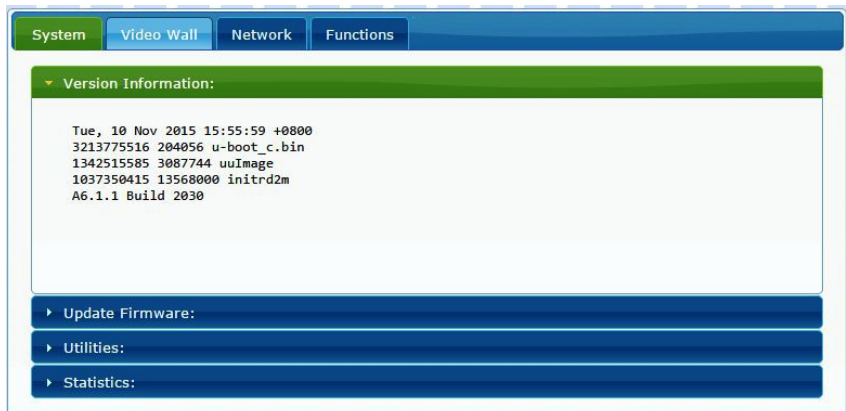 System Video Wall Network Functions
Version Information:
Tue, 10 Nov 2015 15:55:59 +0800
3213775516 204056 u-boot_c.bin
1342515585 3087744 uuImage
1037350415 13568000 initrd2m
A6.1.1 Build 2030
Update Firmware:
Utilities:
Statistics: